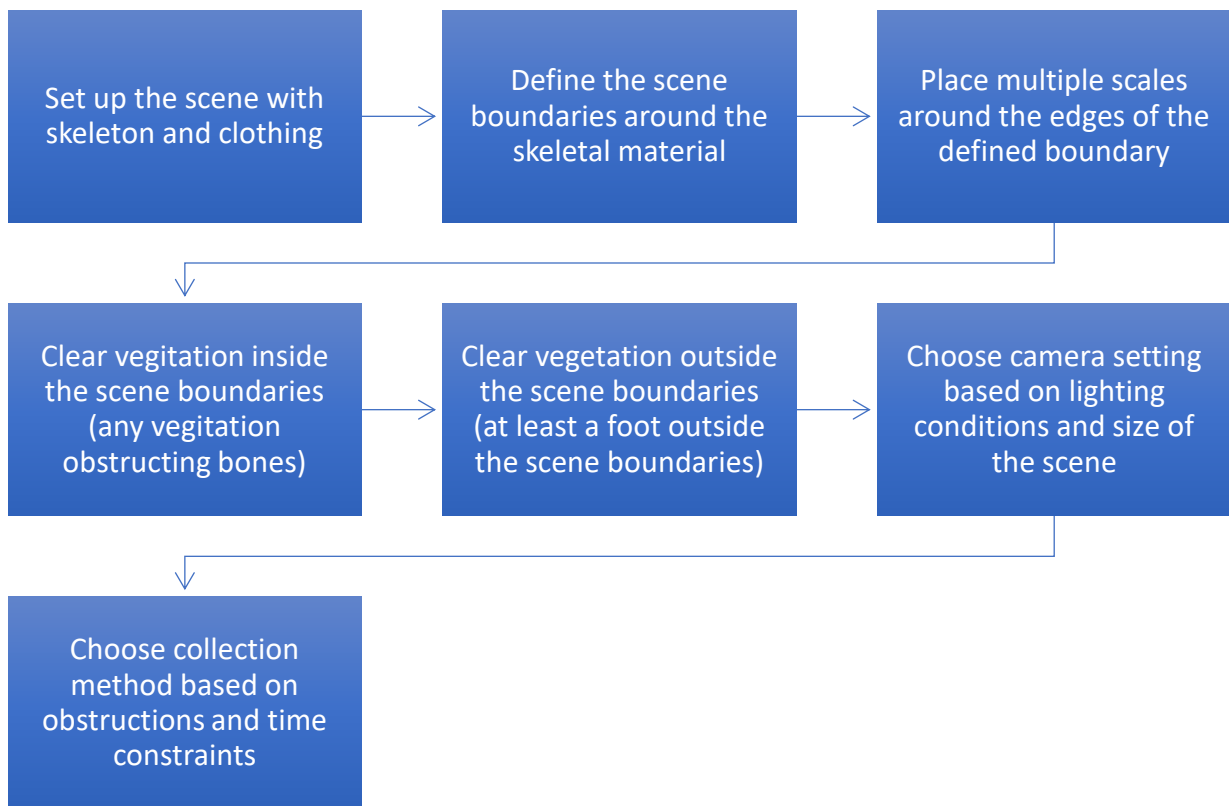 Set up the scene with
skeleton and clothing
Define the scene
boundaries around the
skeletal material
Place multiple scales
around the edges of the
defined boundary
Clear vegitation inside
the scene boundaries
(any vegitation
obstructing bones)
Clear vegetation outside
the scene boundaries
(at least a foot outside
the scene boundaries)
Choose camera setting
based on lighting
conditions and size of
the scene
Choose collection
method based on
obstructions and time
constraints